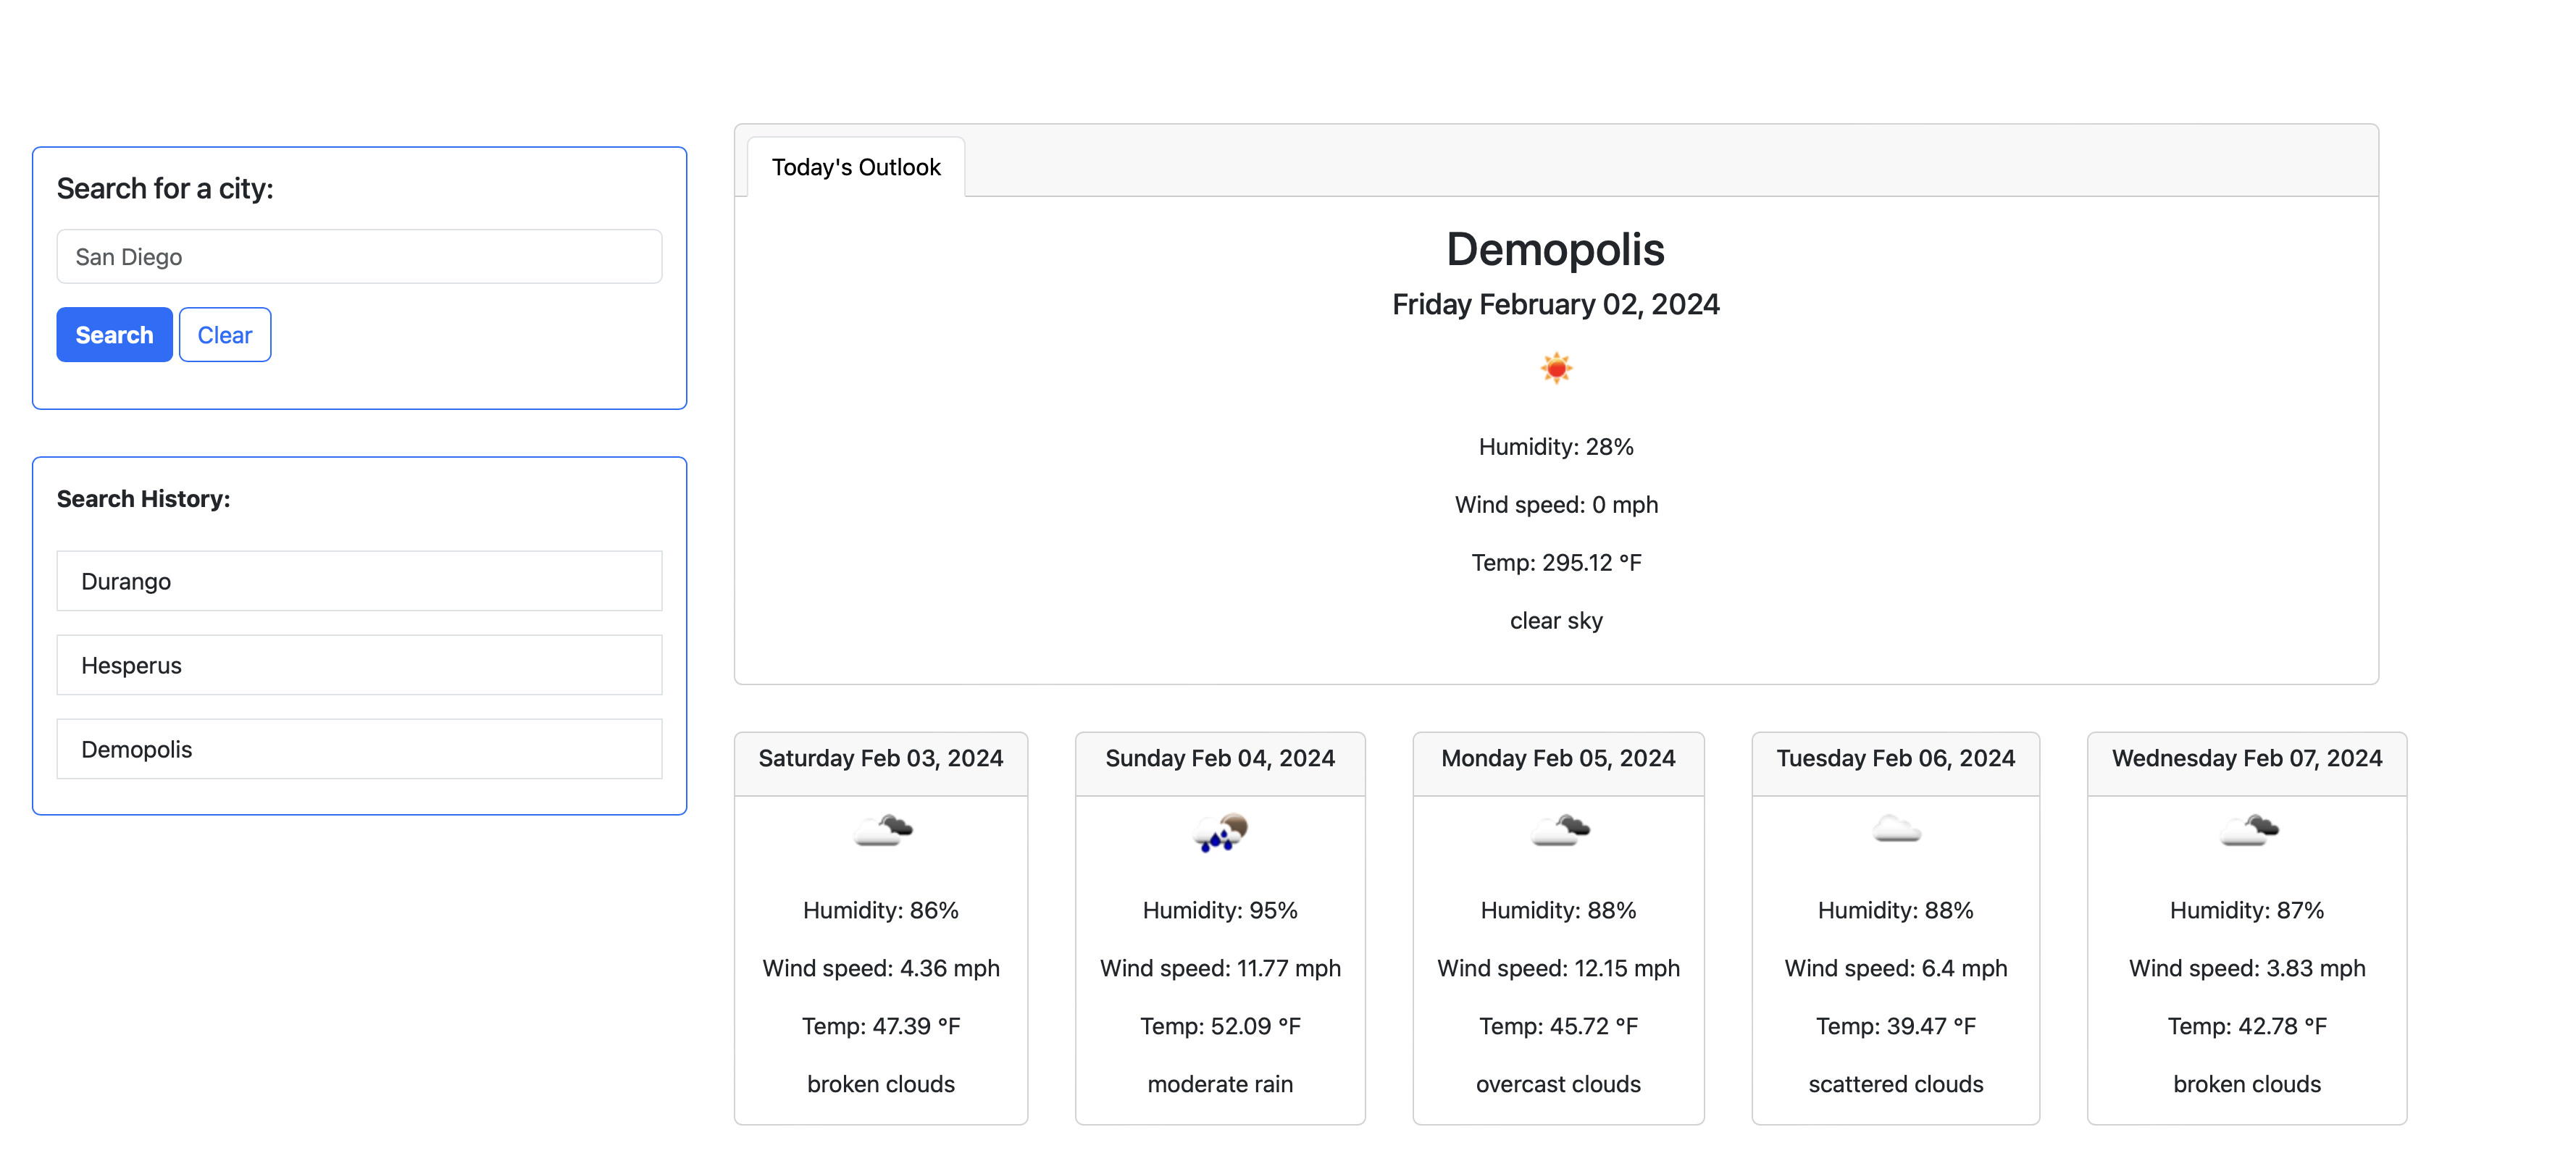 Search for a city:
San Diego
Search Clear
Search History:
Durango
Hesperus
Demopolis
Today's Outlook
Demopolis
Friday February 02, 2024
Humidity: 28%
Wind speed: 0 mph
Temp: 295.12 °F
clear sky
Saturday Feb 03, 2024
Humidity: 86%
Wind speed: 4.36 mph
Temp: 47.39 °F
broken clouds
Sunday Feb 04, 2024
Humidity: 95%
Wind speed: 11.77 mph
Temp: 52.09 °F
moderate rain
Monday Feb 05, 2024
Humidity: 88%
Wind speed: 12.15 mph
Temp: 45.72 °F
overcast clouds
Tuesday Feb 06, 2024
Humidity: 88%
Wind speed: 6.4 mph
Temp: 39.47 °F
scattered clouds
Wednesday Feb 07, 2024
Humidity: 87%
Wind speed: 3.83 mph
Temp: 42.78 °F
broken clouds